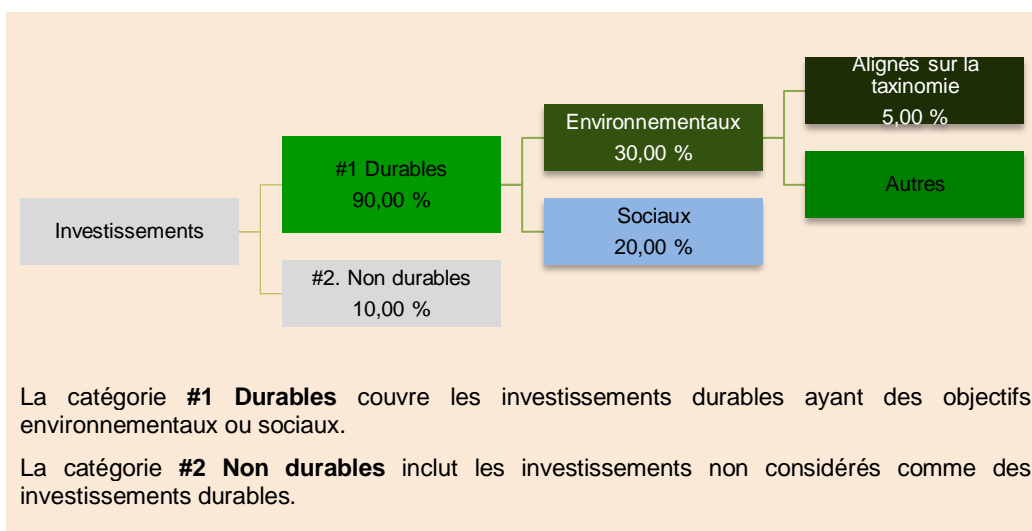 Investissements
#1 Durables
90,00 %
#2. Non durables
10,00 %
Environnementaux
30,00 %
Sociaux
20,00 %
Alignés sur la
taxinomie
5,00 %
Autres
La catégorie #1 Durables couvre les investissements durables ayant des objectifs
environnementaux ou sociaux.
La catégorie #2 Non durables inclut les investissements non considérés comme des
investissements durables.